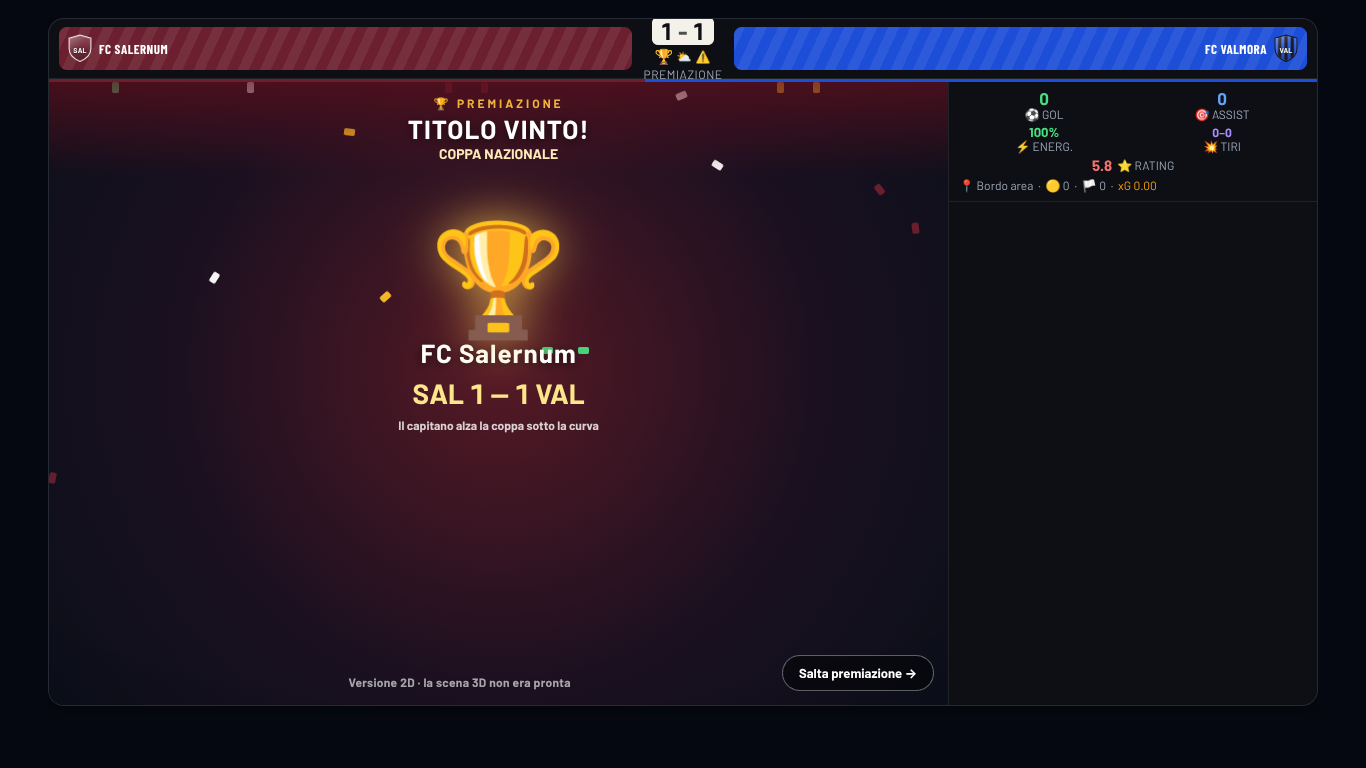 SAL FC SALERNUM
1 - 1
PREMIAZIONE
FC VALMORA VAL
PREMIAZIONE
TITOLO VINTO!
COPPA NAZIONALE
FC Salernum
SAL 1 — 1 VAL
Il capitano alza la coppa sotto la curva
Versione 2D · la scena 3D non era pronta
Salta premiazione →
0 0
⚽ GOL 🎯 ASSIST
100% 0–0
⚡ ENERG. 💥 TIRI
5.8 ⭐ RATING
📍 Bordo area · 🟡 0 · 🏳️ 0 · xG 0.00